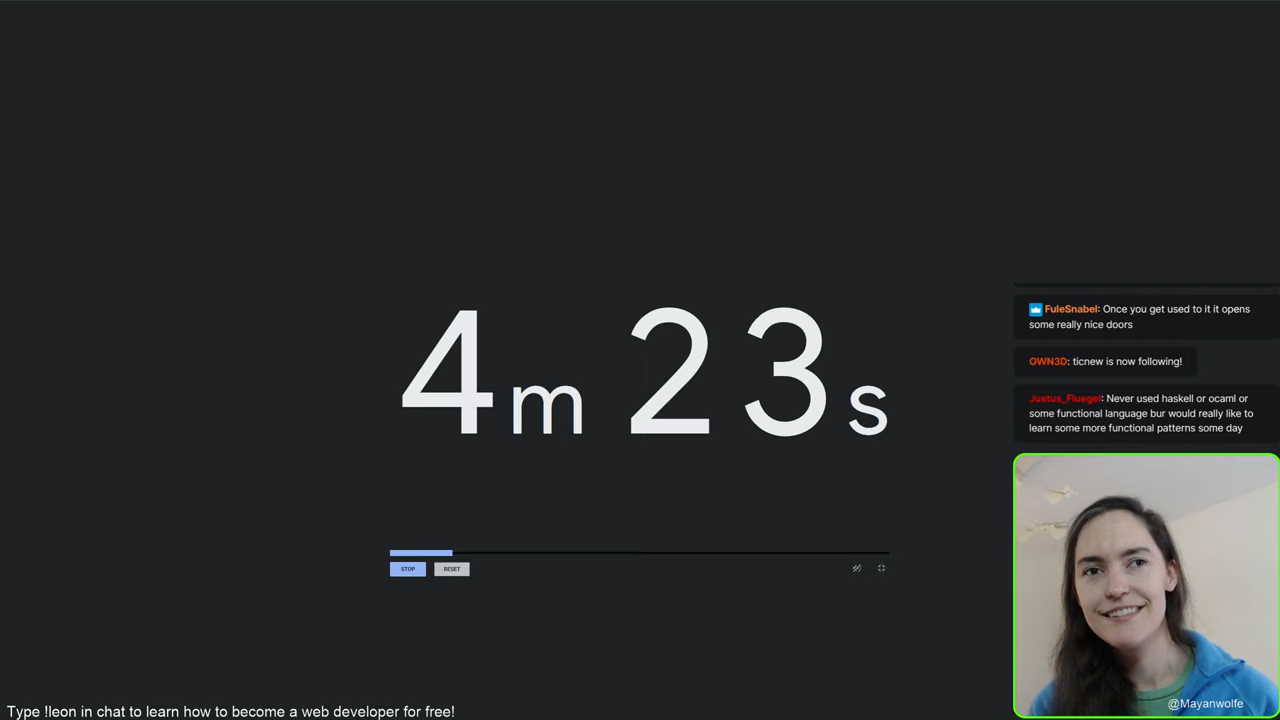 4m 23s
STOP RESET
FuleSnabel: Once you get used to it it opens
some really nice doors
OWN3D: ticnew is now following!
Justus_Fluegel: Never used haskell or ocaml or
some functional language bur would really like to
learn some more functional patterns some day
@Mayanwolfe
Type !leon in chat to learn how to become a web developer for free!